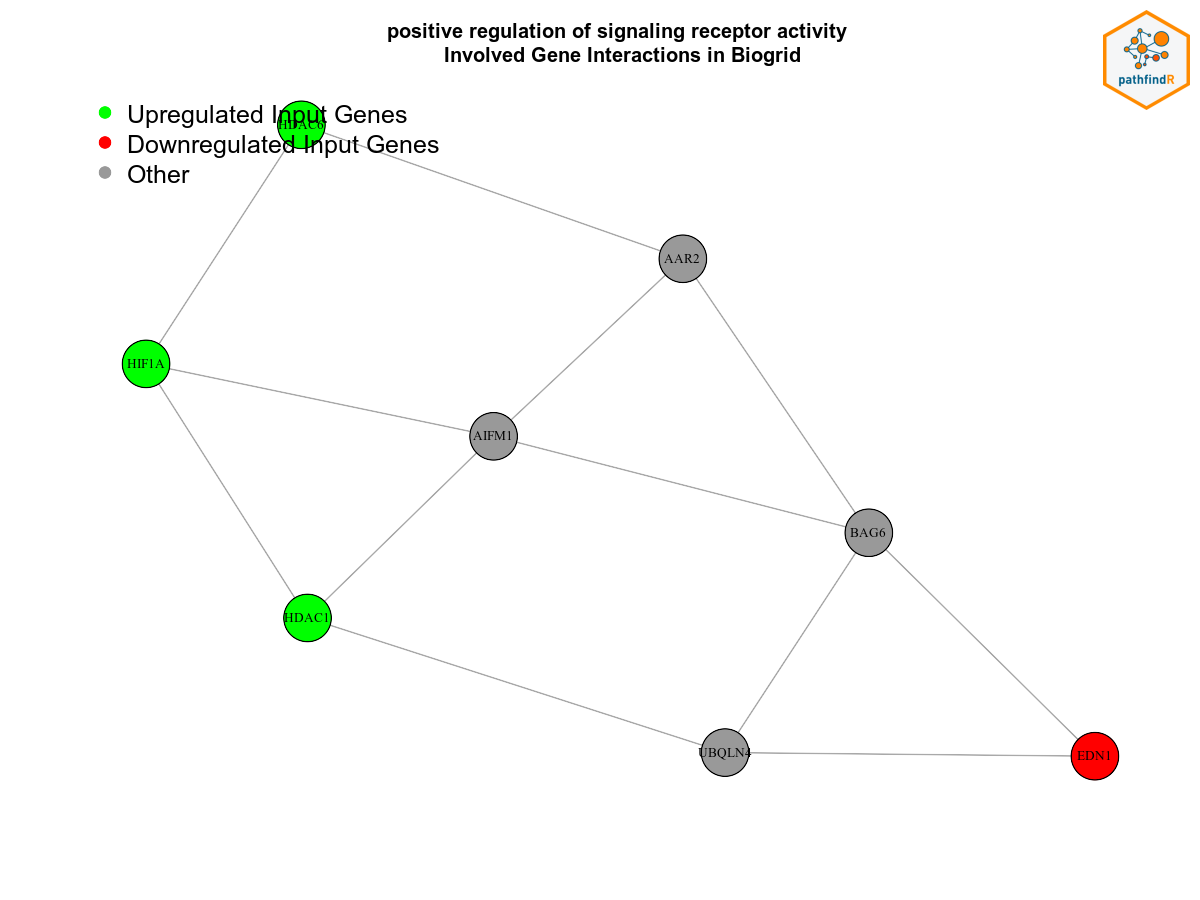 positive regulation of signaling receptor activity
Involved Gene Interactions in Biogrid
pathfindR
Upregulated Input Genes
HDAC6
Downregulated Input Genes
Other
AAR2
HIF1A
AIFM1
BAG6
HDAC1
UBQLN4
EDN1